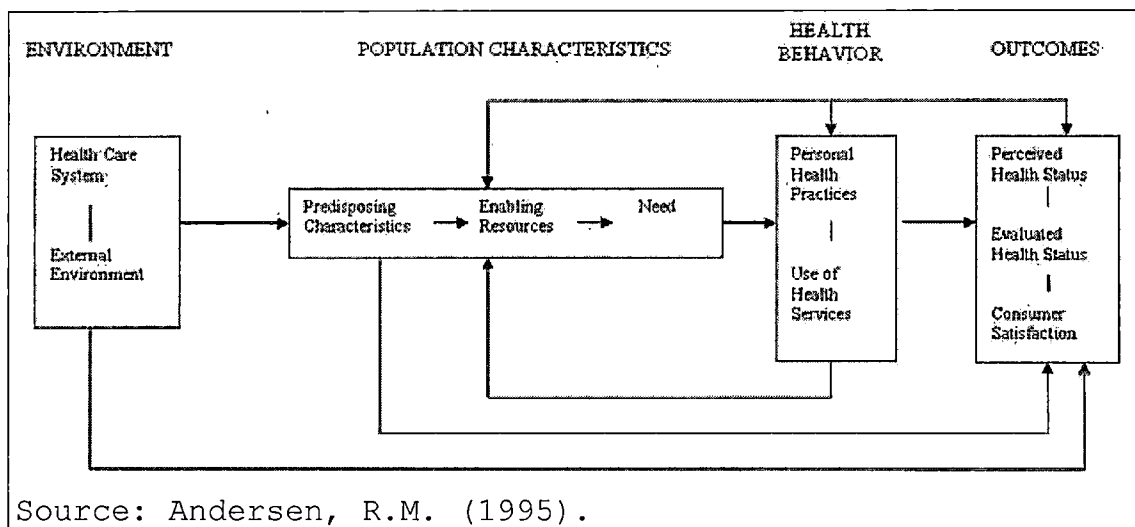 ENVIRONMENT
POPULATION CHARACTERISTICS
HEALTH
BEHAVIOR
OUTCOMES
Health Care
System
External
Environment
Predisposing
Characteristics
Enabling
Resources
Need
Personal
Health
Practices
Use of
Health
Services
Perceived
Health Status
Evaluated
Health Status
Consumer
Satisfaction
Source: Andersen, R.M. (1995).